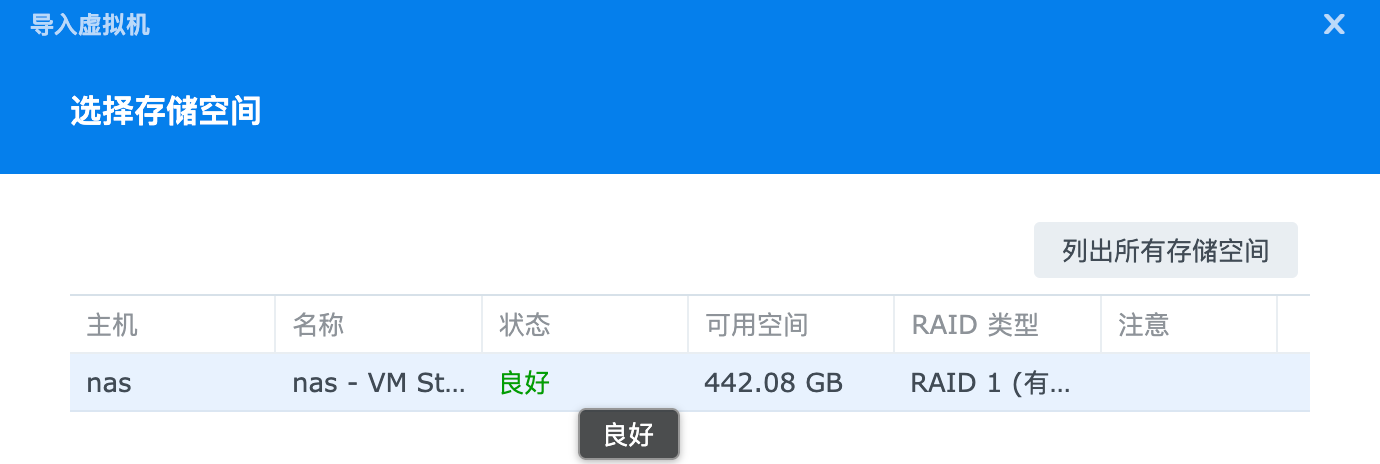 导入虚拟机
选择存储空间
列出所有存储空间
主机 名称 状态 可用空间 RAID 类型 注意
nas nas - VM St... 良好 442.08 GB RAID 1 (有...
良好